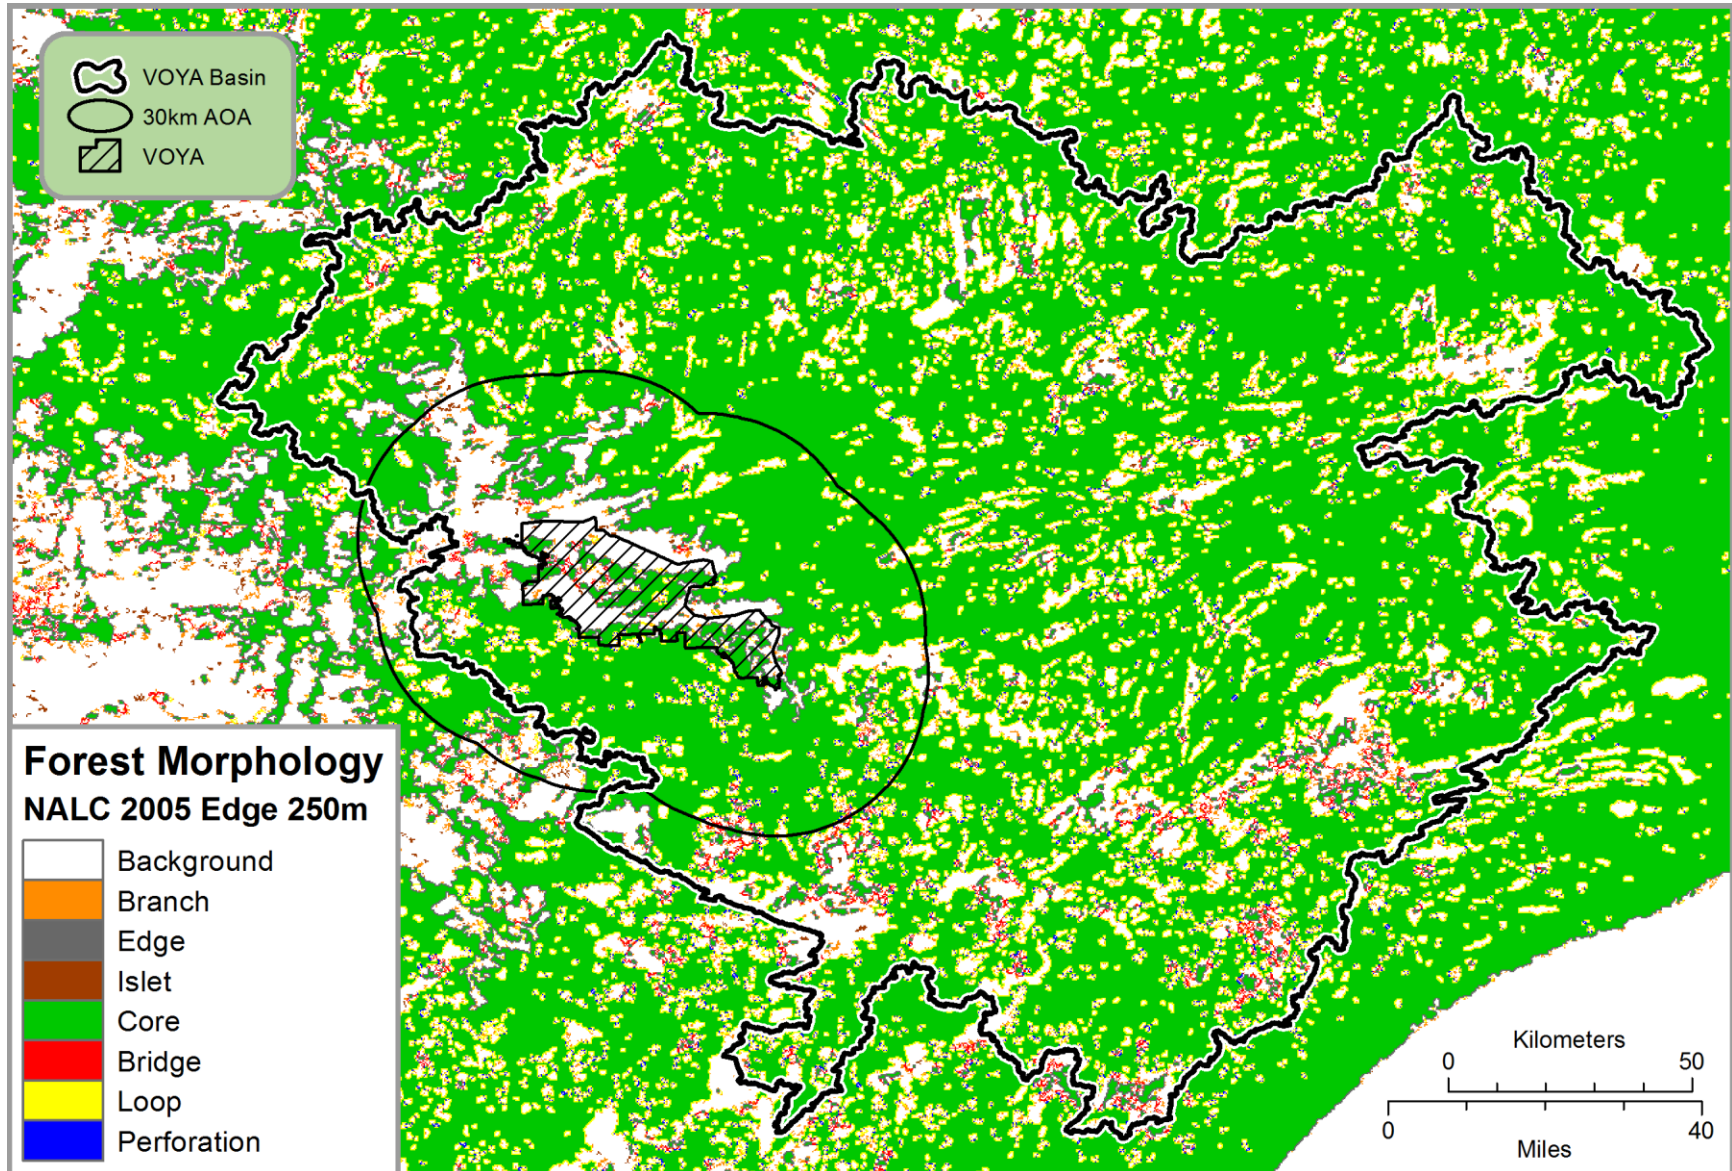 VOYA Basin
30km AOA
VOYA
Forest Morphology
NALC 2005 Edge 250m
Background
Branch
Edge
Islet
Core
Bridge
Loop
Perforation
Kilometers
0 50
0 40
Miles